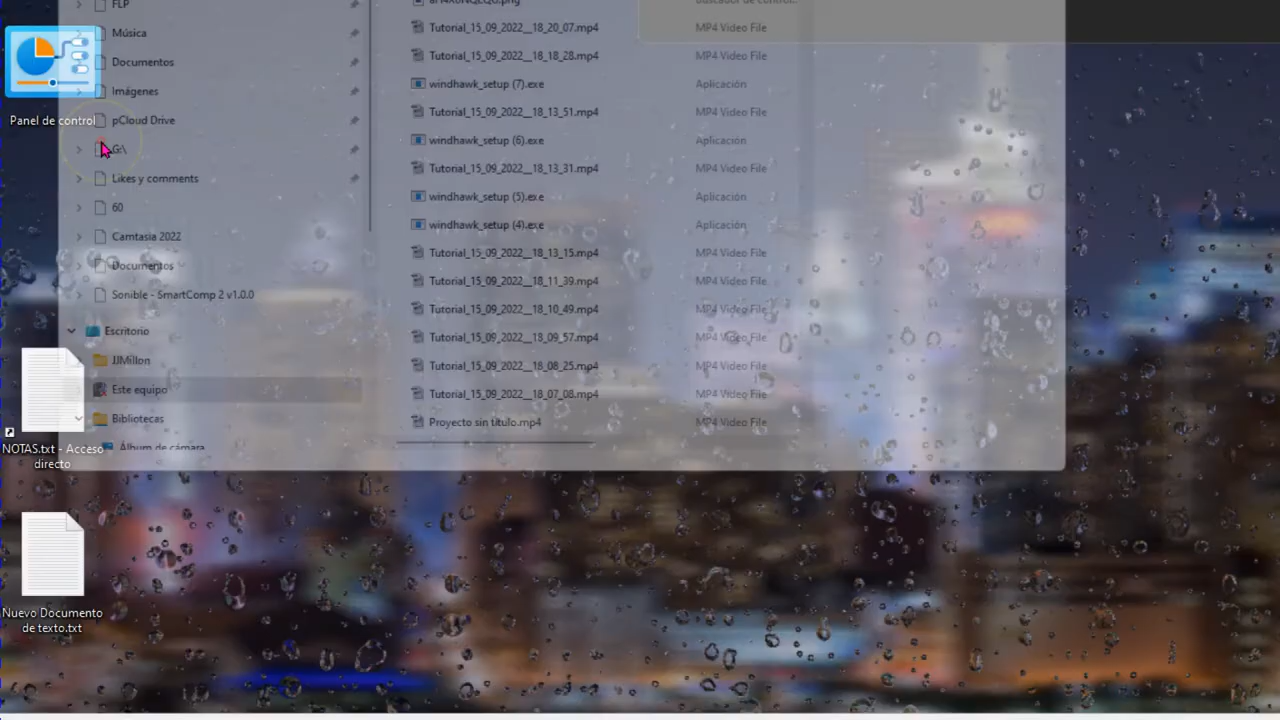 FLP
Música
Documentos
Imágenes
pCloud Drive
G:\
Likes y comments
60
Camtasia 2022
Documentos
Sonible - SmartComp 2 v1.0.0
Escritorio
JJMillon
Este equipo
Bibliotecas
Álbum de cámara
Tutorial_15_09_2022__18_20_07.mp4 MP4 Video File
Tutorial_15_09_2022__18_18_28.mp4 MP4 Video File
windhawk_setup (7).exe Aplicación
Tutorial_15_09_2022__18_13_51.mp4 MP4 Video File
windhawk_setup (6).exe Aplicación
Tutorial_15_09_2022__18_13_31.mp4 MP4 Video File
windhawk_setup (5).exe Aplicación
windhawk_setup (4).exe Aplicación
Tutorial_15_09_2022__18_13_15.mp4 MP4 Video File
Tutorial_15_09_2022__18_11_39.mp4 MP4 Video File
Tutorial_15_09_2022__18_10_49.mp4 MP4 Video File
Tutorial_15_09_2022__18_09_57.mp4 MP4 Video File
Tutorial_15_09_2022__18_08_25.mp4 MP4 Video File
Tutorial_15_09_2022__18_07_08.mp4 MP4 Video File
Proyecto sin título.mp4 MP4 Video File
Panel de control
NOTAS.txt - Acceso
directo
Nuevo Documento
de texto.txt